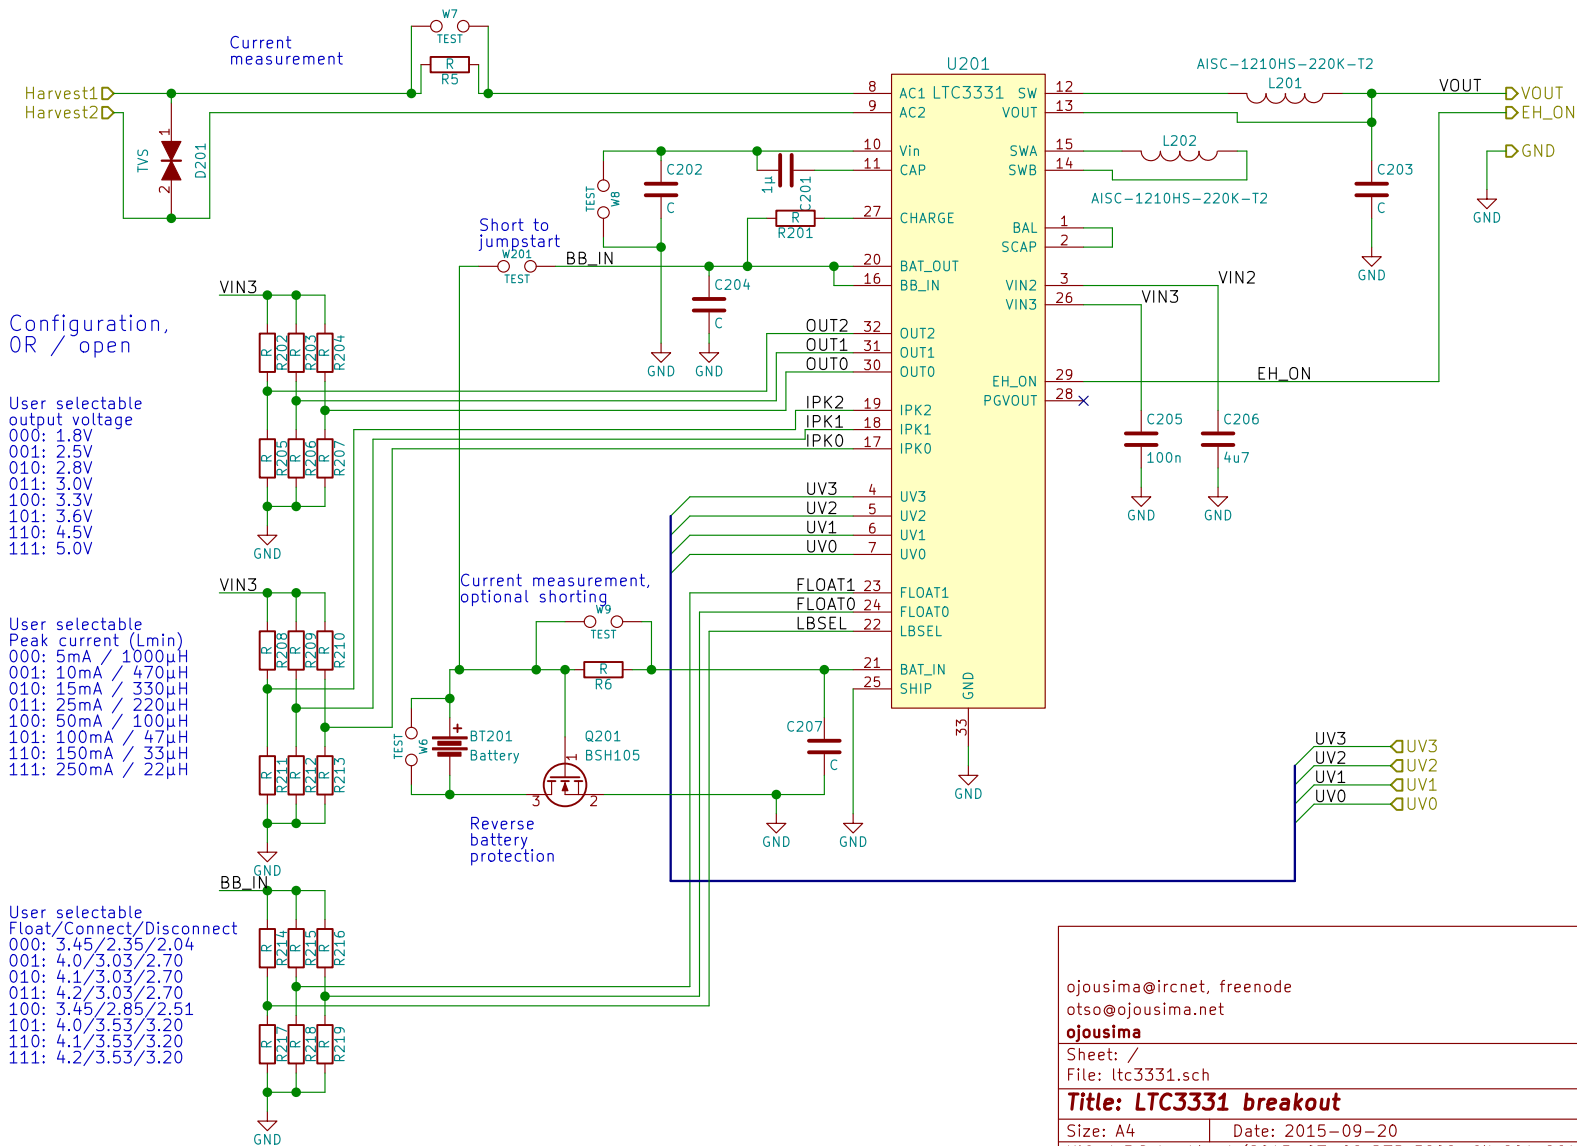 W7
TEST
R
R5
Current
measurement
Harvest1
Harvest2
1
TVS
D201
2
U201
LTC3331
8 AC1
9 AC2
10 Vin
11 CAP
27 CHARGE
20 BAT_OUT
16 BB_IN
OUT2 32 OUT2
OUT1 31 OUT1
OUT0 30 OUT0
IPK2 19 IPK2
IPK1 18 IPK1
IPK0 17 IPK0
UV3 4 UV3
UV2 5 UV2
UV1 6 UV1
UV0 7 UV0
FLOAT1 23 FLOAT1
FLOAT0 24 FLOAT0
LBSEL 22 LBSEL
21 BAT_IN
25 SHIP
GND
33
GND
SW 12
VOUT 13
SWA 15
SWB 14
BAL 1
SCAP 2
VIN2 3
VIN3 26
EH_ON 29
PGVOUT 28
AISC-1210HS-220K-T2
L201
VOUT
VOUT
EH_ON
GND
GND
L202
AISC-1210HS-220K-T2
C203
C
GND
VIN2
VIN3
EH_ON
C205
100n
GND
C206
4u7
GND
TEST
W8
C202
C
1µ
C201
R
R201
Short to
jumpstart
W201
TEST
BB_IN
C204
C
GND
GND
Configuration,
0R / open
VIN3
R R202
R R203
R R204
R R205
R R206
R R207
GND
User selectable
output voltage
000: 1.8V
001: 2.5V
010: 2.8V
011: 3.0V
100: 3.3V
101: 3.6V
110: 4.5V
111: 5.0V
VIN3
R R208
R R209
R R210
R R211
R R212
R R213
GND
User selectable
Peak current (Lmin)
000: 5mA / 1000µH
001: 10mA / 470µH
010: 15mA / 330µH
011: 25mA / 220µH
100: 50mA / 100µH
101: 100mA / 47µH
110: 150mA / 33µH
111: 250mA / 22µH
BB_IN
R R214
R R215
R R216
R R217
R R218
R R219
GND
User selectable
Float/Connect/Disconnect
000: 3.45/2.35/2.04
001: 4.0/3.03/2.70
010: 4.1/3.03/2.70
011: 4.2/3.03/2.70
100: 3.45/2.85/2.51
101: 4.0/3.53/3.20
110: 4.1/3.53/3.20
111: 4.2/3.53/3.20
Current measurement,
optional shorting
W9
TEST
R
R6
TEST
W6
BT201
Battery
Q201
BSH105
1
3
2
Reverse
battery
protection
C207
C
GND
GND
UV3 UV3
UV2 UV2
UV1 UV1
UV0 UV0
ojousima@ircnet, freenode
otso@ojousima.net
ojousima
Sheet: /
File: ltc3331.sch
Title: LTC3331 breakout
Size: A4
Date: 2015-09-20